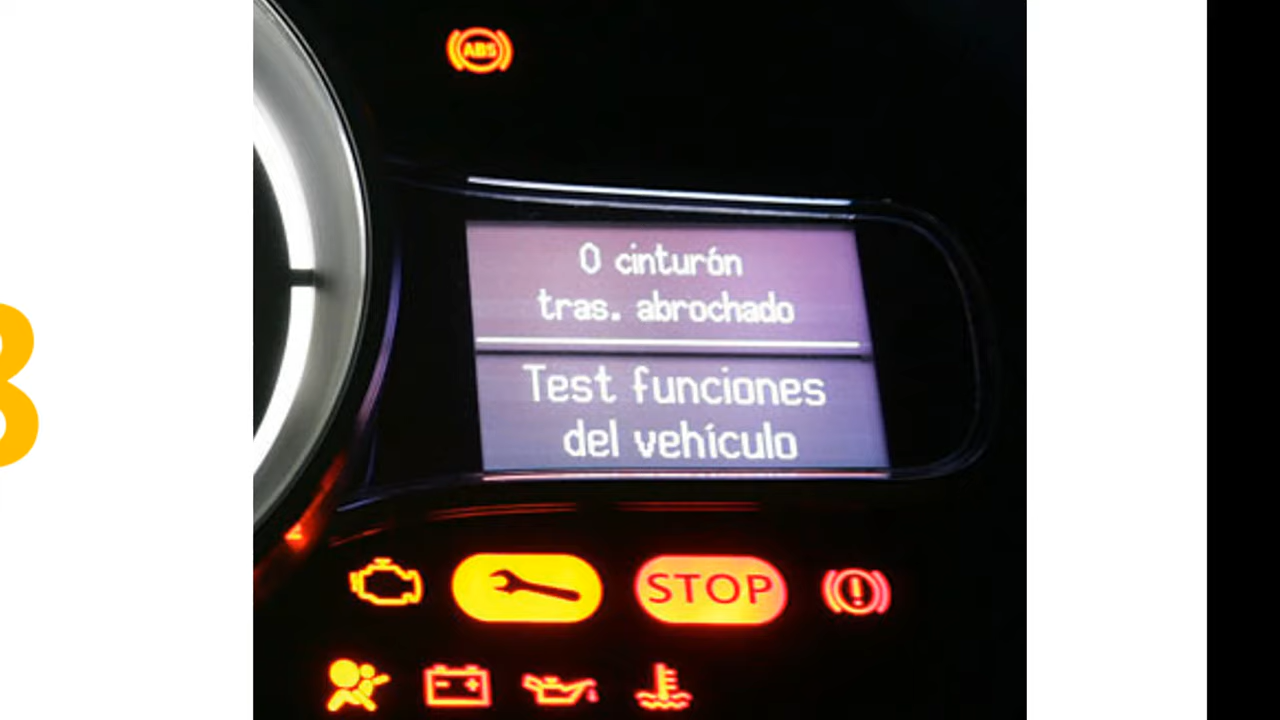 ABS
0 cinturón
tras. abrochado
Test funciones
del vehículo
STOP